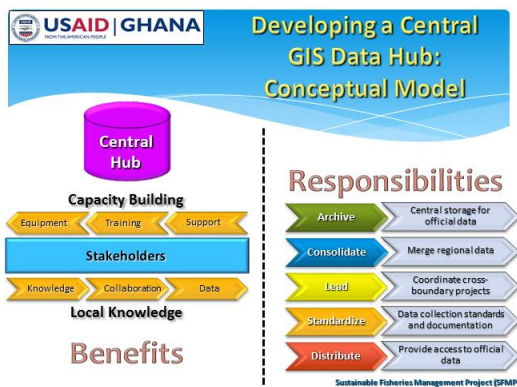 USAID | GHANA
FROM THE AMERICAN PEOPLE
Developing a Central
GIS Data Hub:
Conceptual Model
Central
Hub
Capacity Building
Equipment
Training
Support
Stakeholders
Knowledge
Collaboration
Data
Local Knowledge
Benefits
Responsibilities
Archive
Central storage for
official data
Consolidate
Merge regional data
Lead
Coordinate cross-
boundary projects
Standardize
Data collection standards
and documentation
Distribute
Provide access to official
data
Sustainable Fisheries Management Project (SFMP